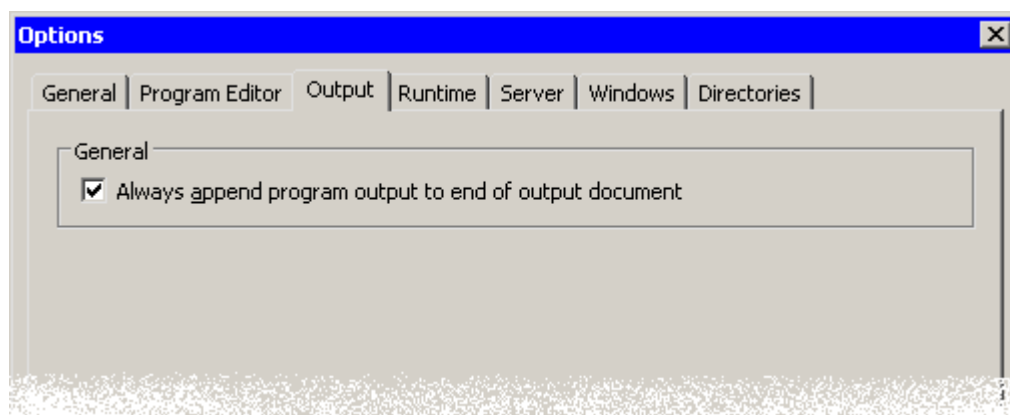 Options
General Program Editor Output Runtime Server Windows Directories
General
Always append program output to end of output document